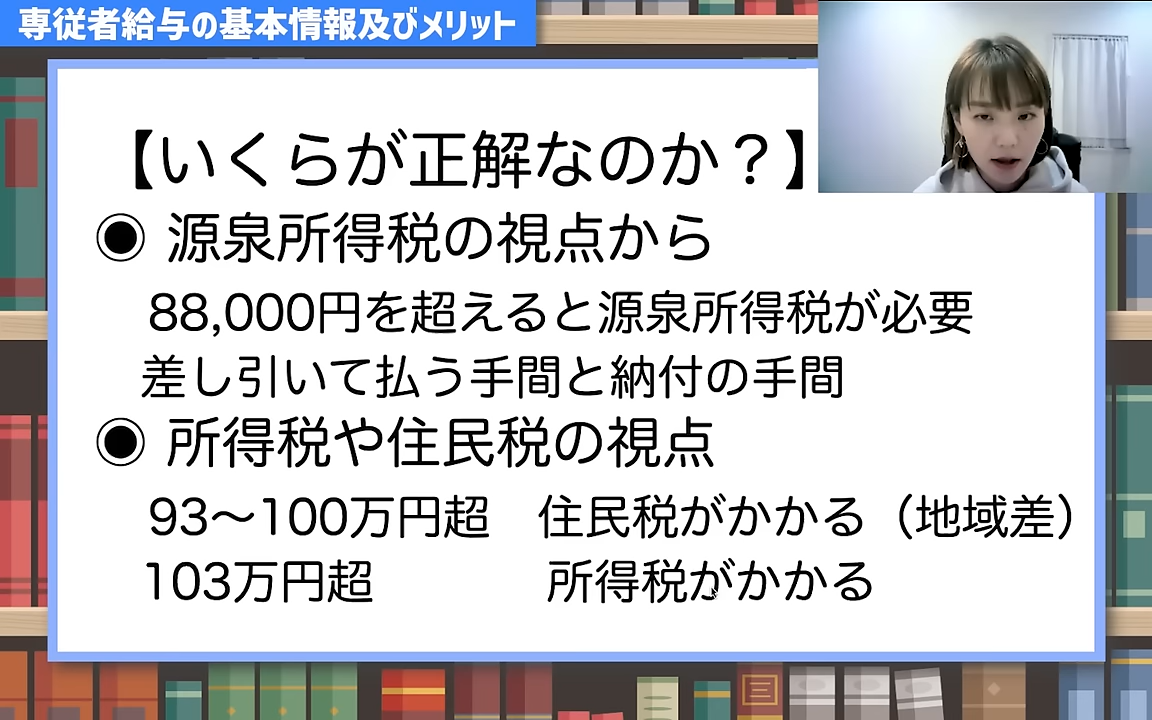 専従者給与の基本情報及びメリット
【いくらが正解なのか？】
◉ 源泉所得税の視点から
88,000円を超えると源泉所得税が必要
差し引いて払う手間と納付の手間
◉ 所得税や住民税の視点
93〜100万円超　住民税がかかる（地域差）
103万円超　所得税がかかる